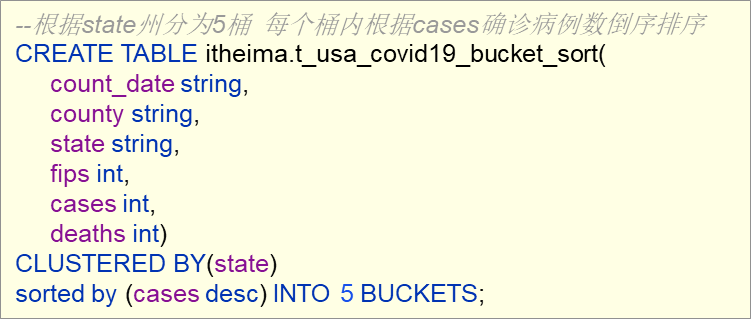 --根据state州分为5桶 每个桶内根据cases确诊病例数倒序排序
CREATE TABLE itheima.t_usa_covid19_bucket_sort(
count_date string,
county string,
state string,
fips int,
cases int,
deaths int)
CLUSTERED BY(state)
sorted by (cases desc) INTO 5 BUCKETS;